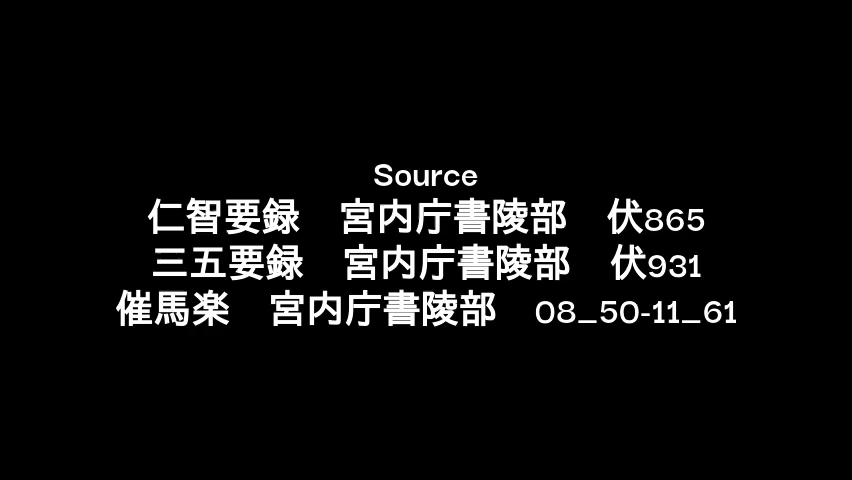 Source
仁智要録　宮内庁書陵部　伏865
三五要録　宮内庁書陵部　伏931
催馬楽　宮内庁書陵部　08_50-11_61